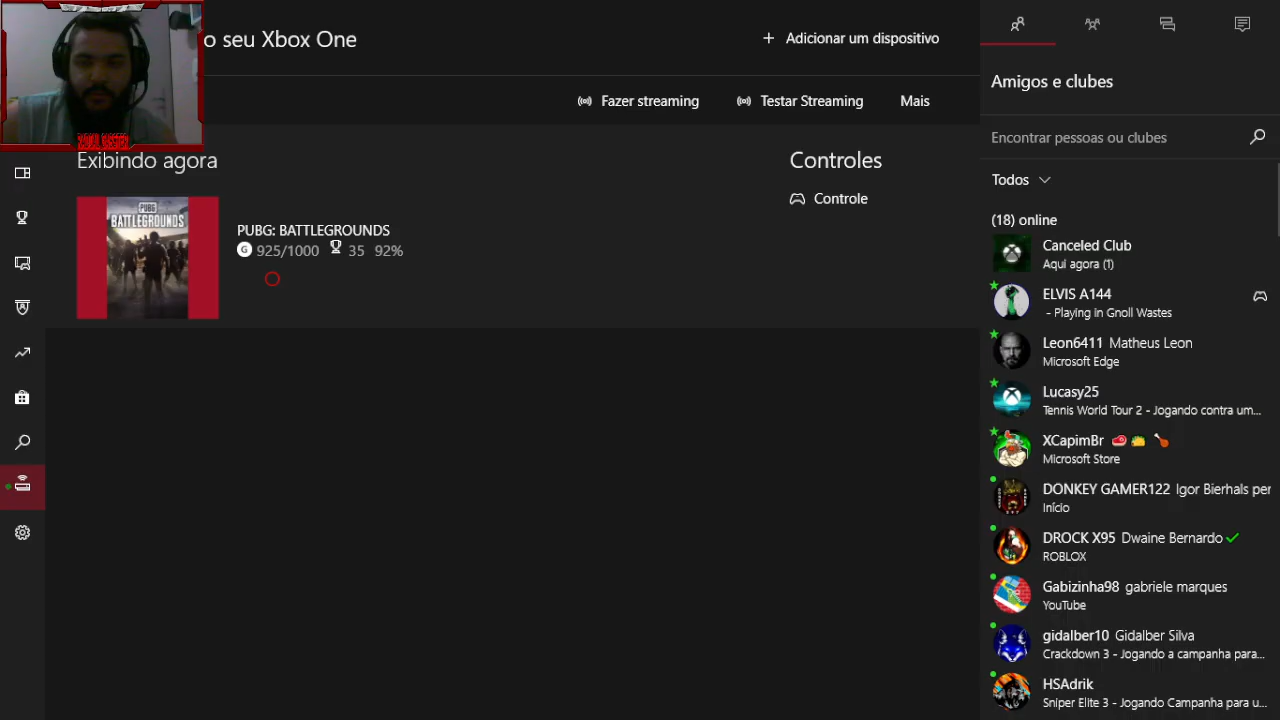 o seu Xbox One
Adicionar um dispositivo
Fazer streaming
Testar Streaming
Mais
Exibindo agora
PUBG
BATTLEGROUNDS
PUBG: BATTLEGROUNDS
G 925/1000 35 92%
Controles
Controle
Amigos e clubes
Encontrar pessoas ou clubes
Todos
(18) online
Canceled Club
Aqui agora (1)
ELVIS A144
- Playing in Gnoll Wastes
Leon6411 Matheus Leon
Microsoft Edge
Lucasy25
Tennis World Tour 2 - Jogando contra um...
XCapimBr
Microsoft Store
DONKEY GAMER122 Igor Bierhals per
Início
DROCK X95 Dwaine Bernardo
ROBLOX
Gabizinha98 gabriele marques
YouTube
gidalber10 Gidalber Silva
Crackdown 3 - Jogando a campanha para...
HSAdrik
Sniper Elite 3 - Jogando Campanha para u...